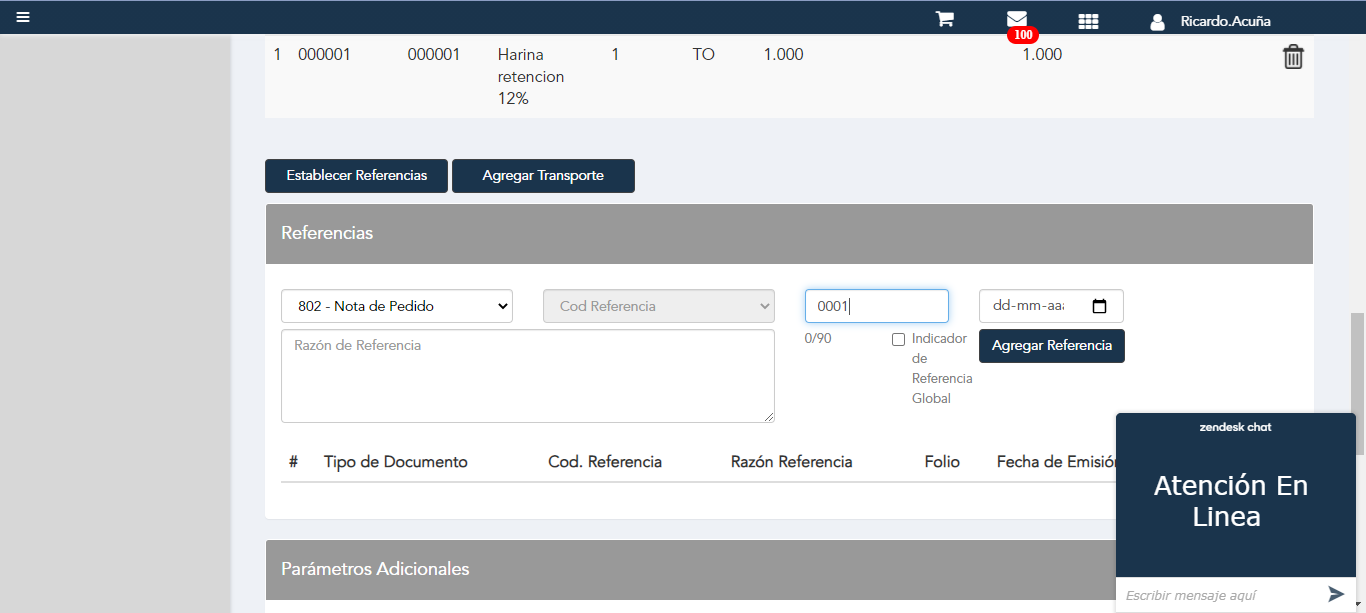 Ricardo.Acuña
100
1 000001 000001 Harina 1 TO 1.000 1.000
retencion
12%
Establecer Referencias Agregar Transporte
Referencias
802 - Nota de Pedido Cod Referencia 0001 dd-mm-aaa
Razón de Referencia 0/90 Indicador Agregar Referencia
de
Referencia
Global
# Tipo de Documento Cod. Referencia Razón Referencia Folio Fecha de Emisión
Parámetros Adicionales
zendesk chat
Atención En
Linea
Escribir mensaje aquí